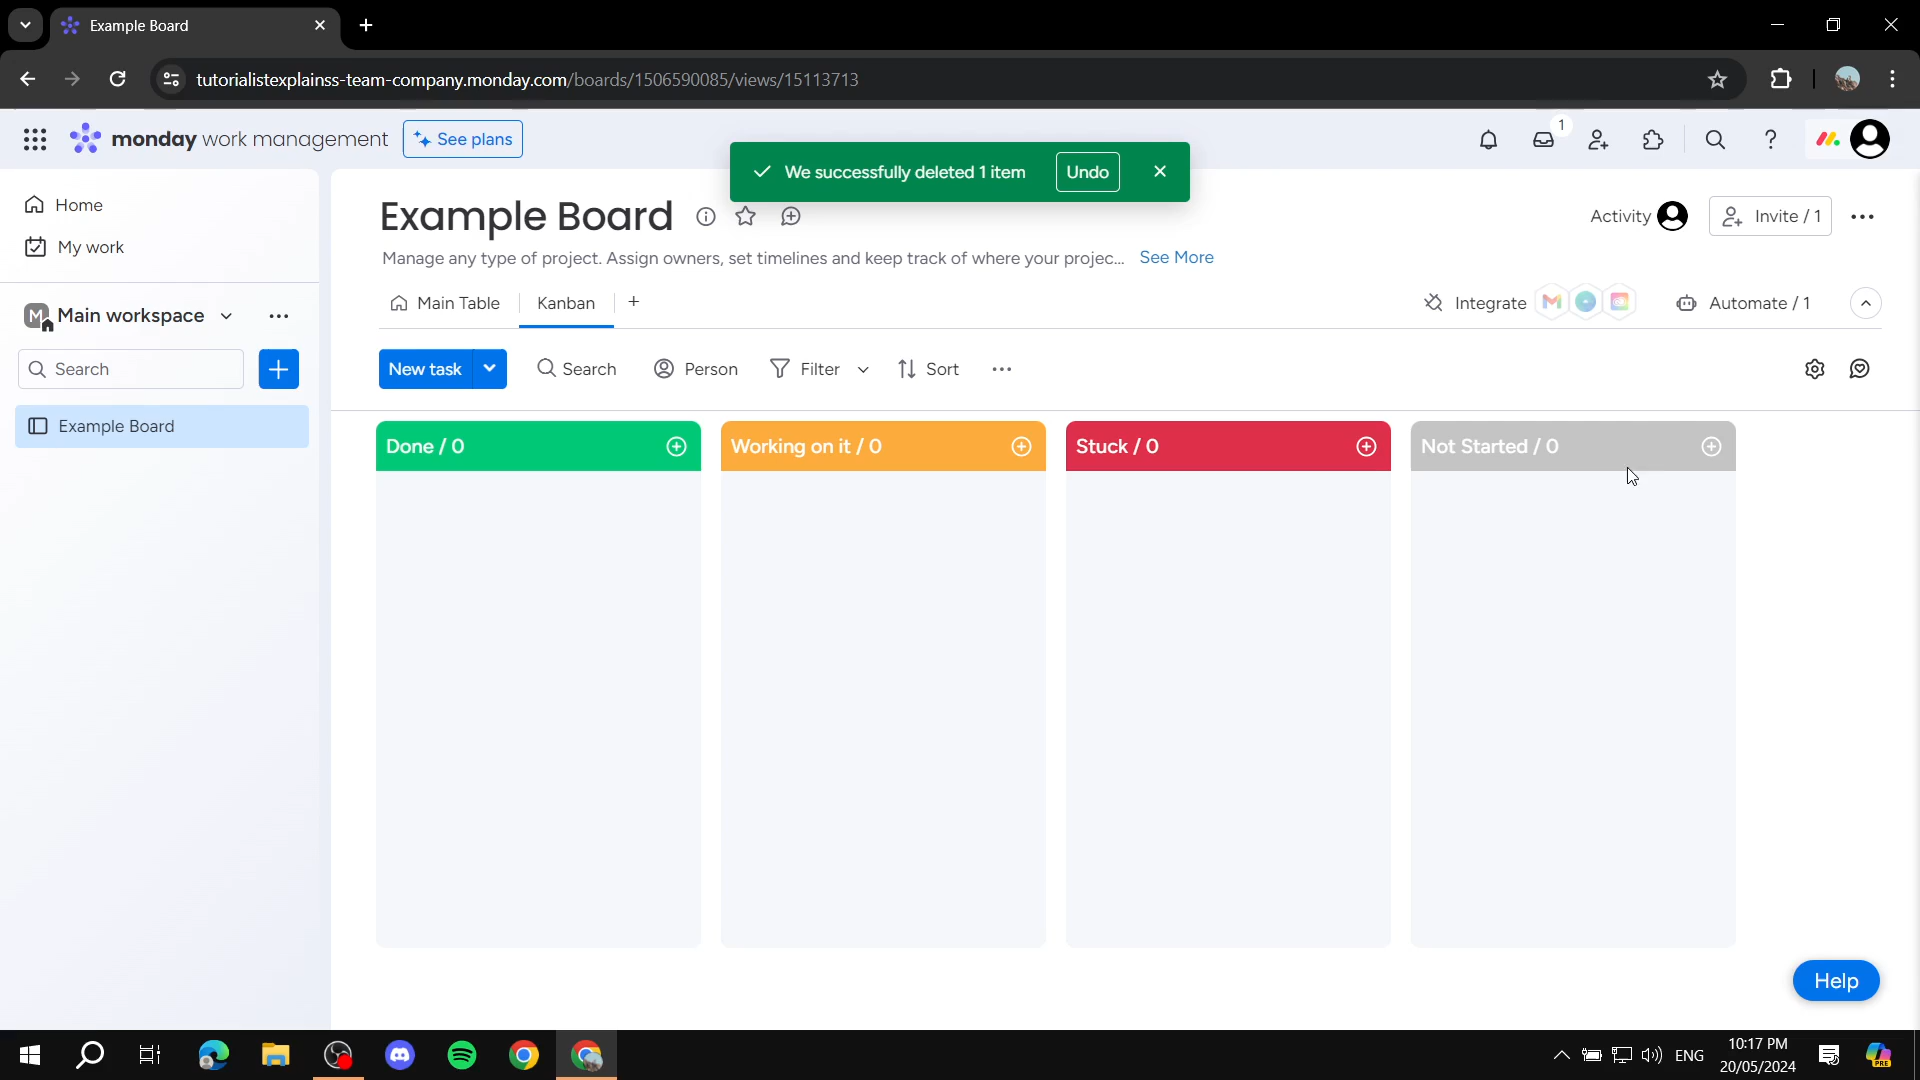 Example Board
tutorialistexplainss-team-company.monday.com/boards/1506590085/views/15113713
monday work management
See plans
1
We successfully deleted 1 item
Undo
Home
My work
Example Board
Activity
Invite / 1
Manage any type of project. Assign owners, set timelines and keep track of where your projec...
See More
M
Main workspace
Main Table
Kanban
Integrate
Automate / 1
Search
New task
Search
Person
Filter
Sort
Example Board
Done / 0
Working on it / 0
Stuck / 0
Not Started / 0
Help
ENG
10:17 PM
20/05/2024
PRE